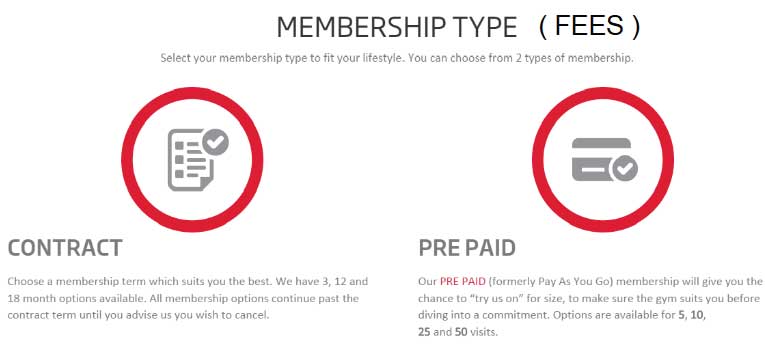 MEMBERSHIP TYPE ( FEES )
Select your membership type to fit your lifestyle. You can choose from 2 types of membership.
CONTRACT
Choose a membership term which suits you the best. We have 3, 12 and
18 month options available. All membership options continue past the
contract term until you advise us you wish to cancel.
PRE PAID
Our PRE PAID (formerly Pay As You Go) membership will give you the
chance to “try us on” for size, to make sure the gym suits you before
diving into a commitment. Options are available for 5, 10,
25 and 50 visits.